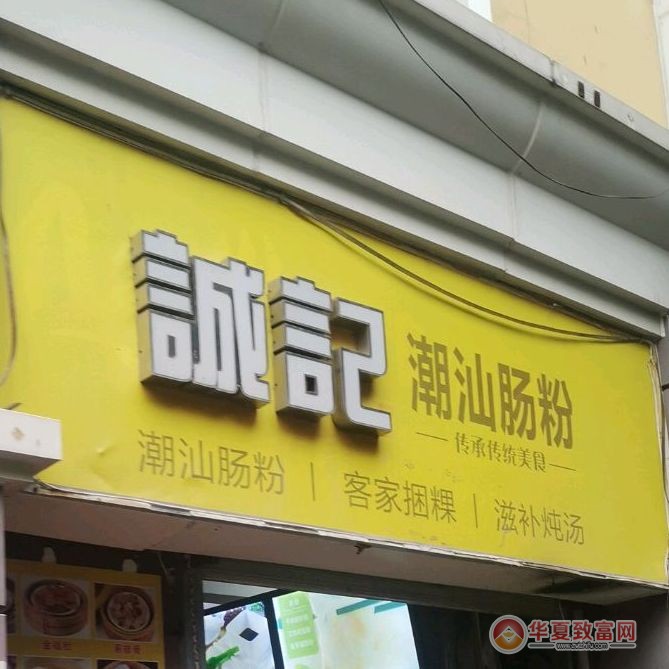 誠記
潮汕肠粉
传承传统美食
潮汕肠粉 | 客家捆粿 | 滋补炖汤
华夏致富网